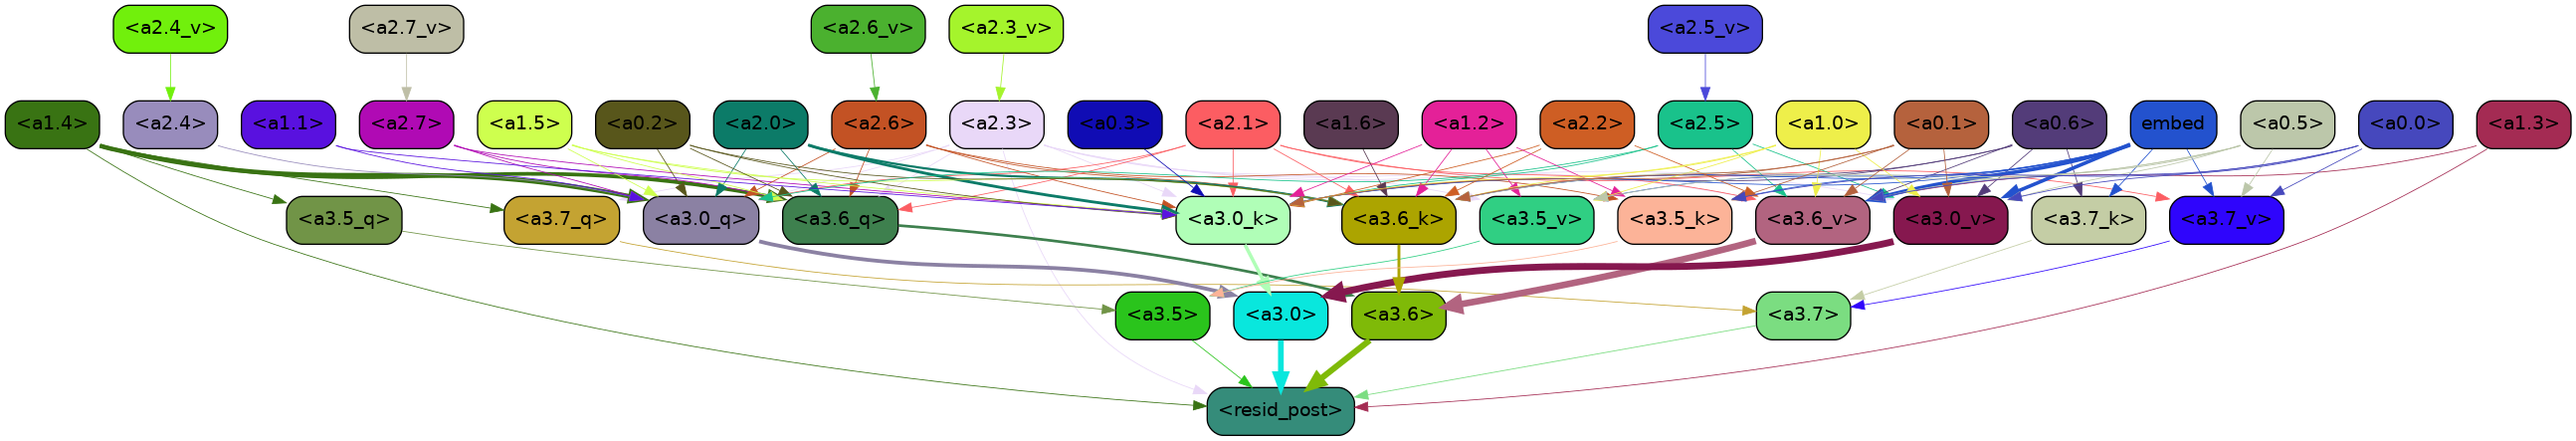 <a2.4_v> <a2.7_v> <a2.6_v> <a2.3_v> <a2.5_v>
<a1.4> <a2.4> <a1.1> <a2.7> <a1.5> <a0.2> <a2.0> <a2.6> <a2.3> <a0.3> <a2.1> <a1.6> <a1.2> <a2.2> <a2.5> <a1.0> <a0.1> <a0.6> embed <a0.5> <a0.0> <a1.3>
<a3.5_q> <a3.7_q> <a3.0_q> <a3.6_q> <a3.0_k> <a3.6_k> <a3.5_v> <a3.5_k> <a3.6_v> <a3.0_v> <a3.7_k> <a3.7_v>
<a3.5> <a3.0> <a3.6> <a3.7>
<resid_post>